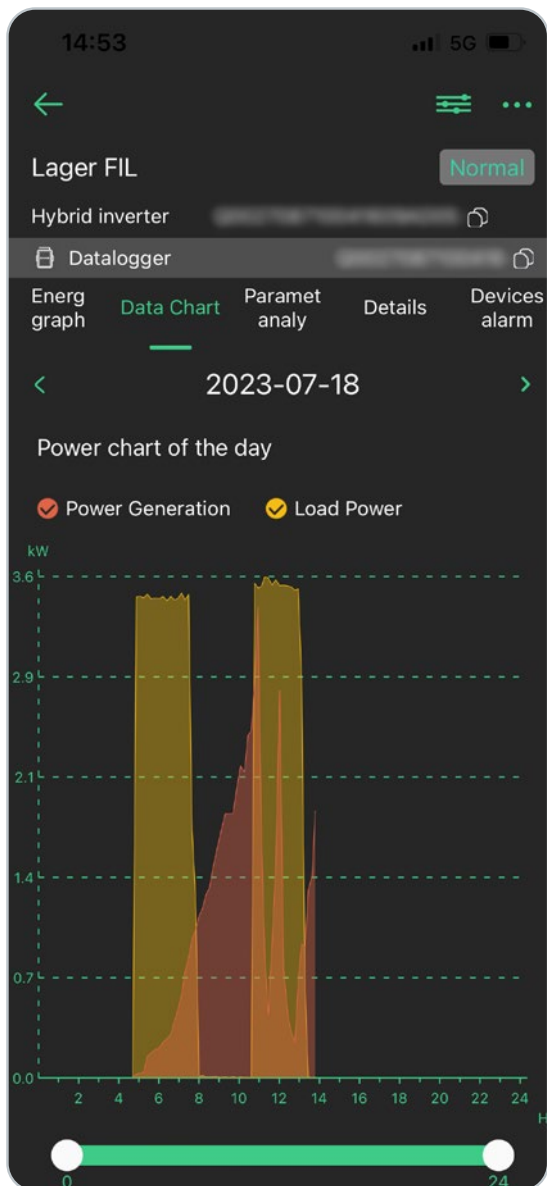 14:53 5G
Lager FIL Normal
Hybrid inverter
Datalogger
Energ graph Data Chart Paramet analy Details Devices alarm
2023-07-18
Power chart of the day
Power Generation Load Power
kW
3.6
2.9
2.1
1.4
0.7
0.0
2 4 6 8 10 12 14 16 18 20 22 24
H
0 24